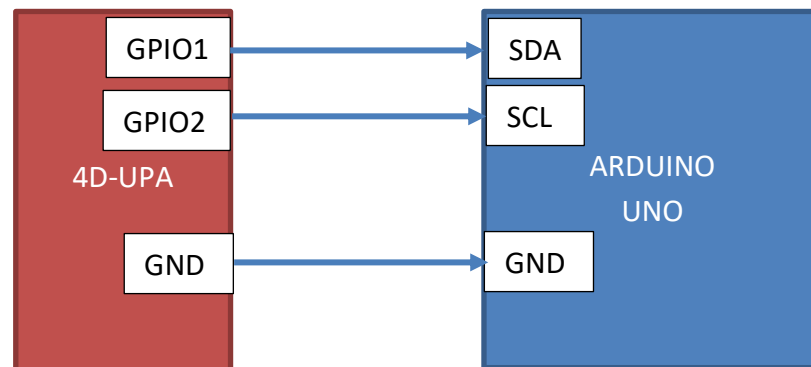 GPIO1
SDA
GPIO2
SCL
4D-UPA
ARDUINO
UNO
GND
GND